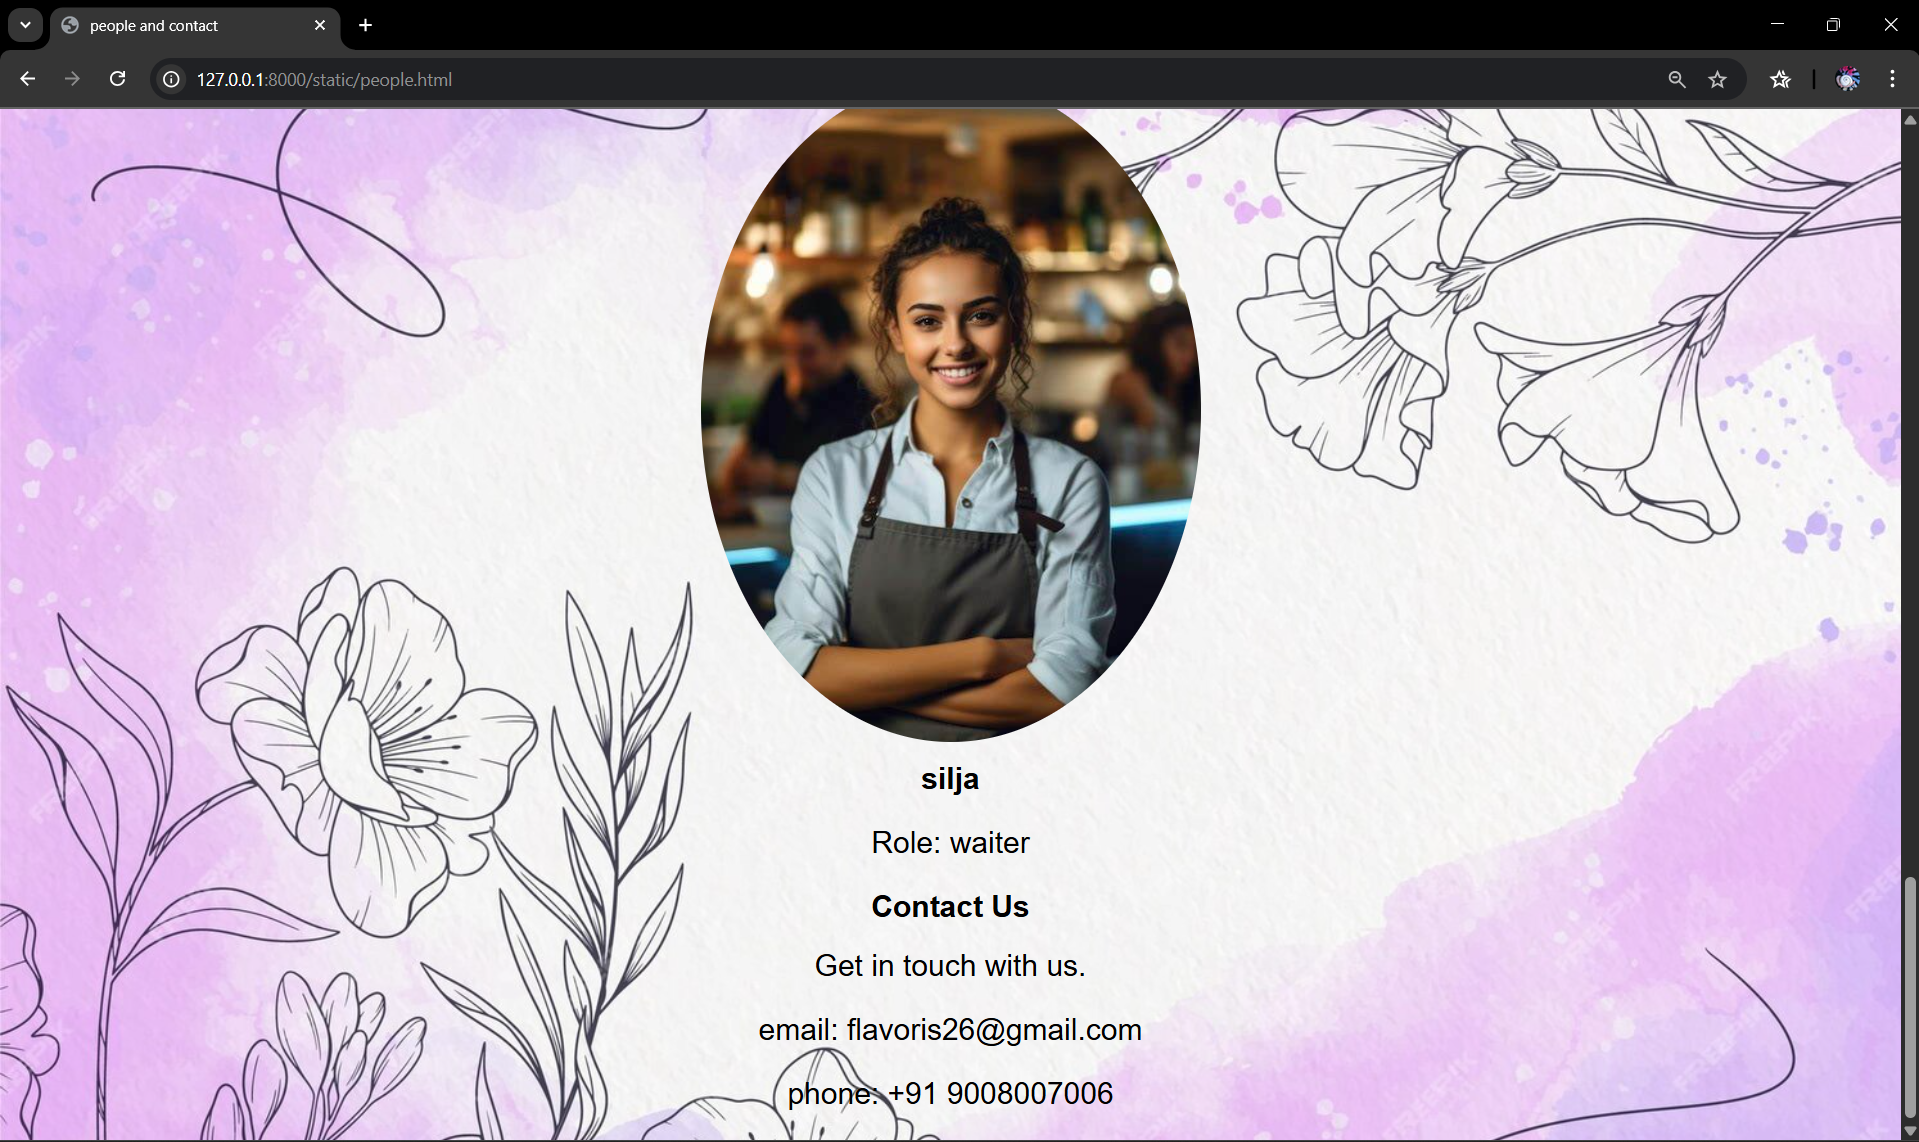 people and contact
127.0.0.1:8000/static/people.html
silja
Role: waiter
Contact Us
Get in touch with us.
email: flavoris26@gmail.com
phone: +91 9008007006
FREEPIK